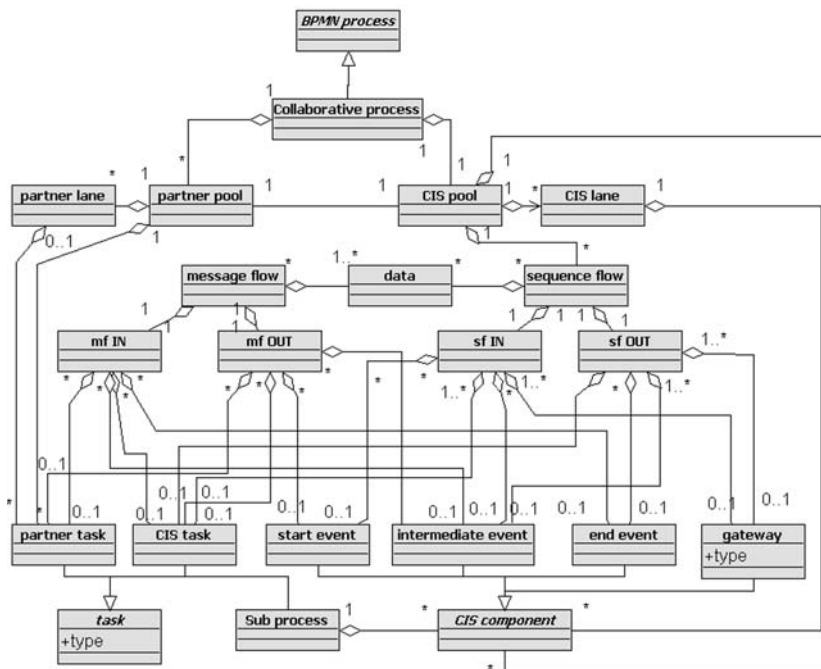 BPMN process
1
Collaborative process
* 1 1
* 1 1 1 1 1 * 1
partner lane
partner pool
CIS pool
CIS lane
0..1 1 1 *
* 1..* * *
message flow
data
sequence flow
1 1 1 1 1 1 1
mf IN
mf OUT
sf IN
sf OUT
1..*
* * * * * * * * * * 1..* * 1..* * * 1..*
0..1 0..1 0..1
* * 0..1 0..1 0..1 0..1 0..1 0..1 0..1 0..1 0..1 0..1 0..1
partner task
CIS task
start event
intermediate event
end event
gateway
+type
task
+type
Sub process
1 * *
CIS component
*